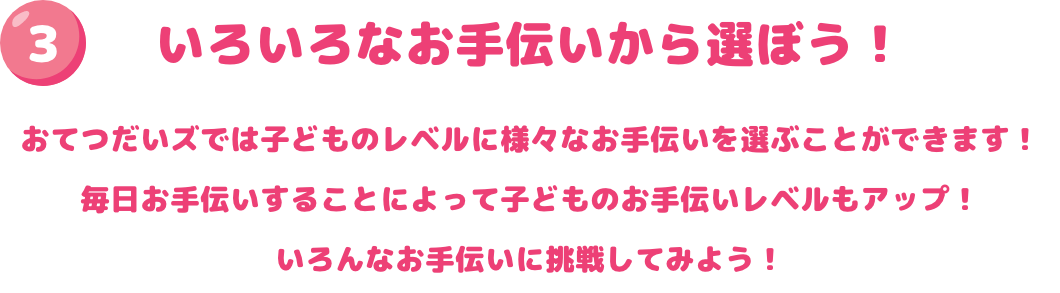 3 いろいろなお手伝いから選ぼう！
おてつだいズでは子どものレベルに様々なお手伝いを選ぶことができます！
毎日お手伝いすることによって子どものお手伝いレベルもアップ！
いろんなお手伝いに挑戦してみよう！